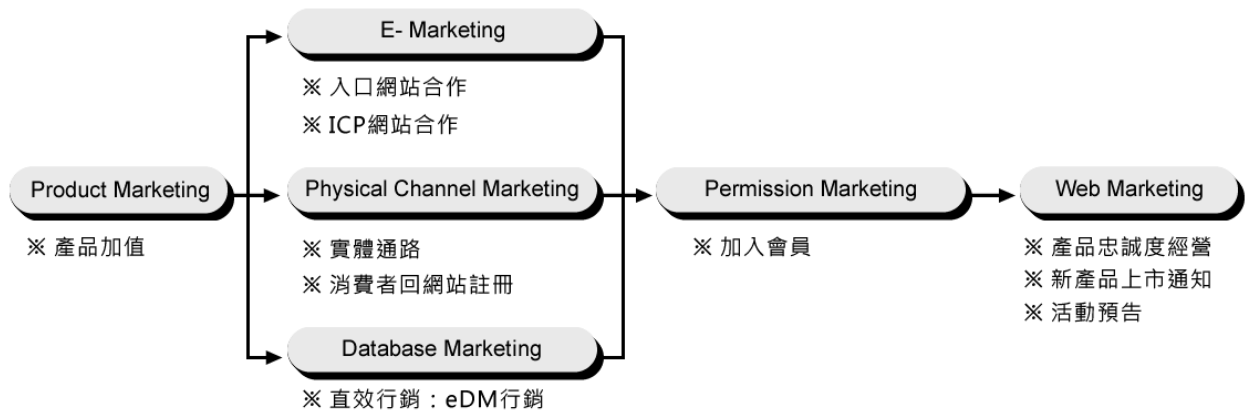 E- Marketing
※ 入口網站合作
※ ICP網站合作
Product Marketing
※ 產品加值
Physical Channel Marketing
※ 實體通路
※ 消費者回網站註冊
Database Marketing
※ 直效行銷：eDM行銷
Permission Marketing
※ 加入會員
Web Marketing
※ 產品忠誠度經營
※ 新產品上市通知
※ 活動預告